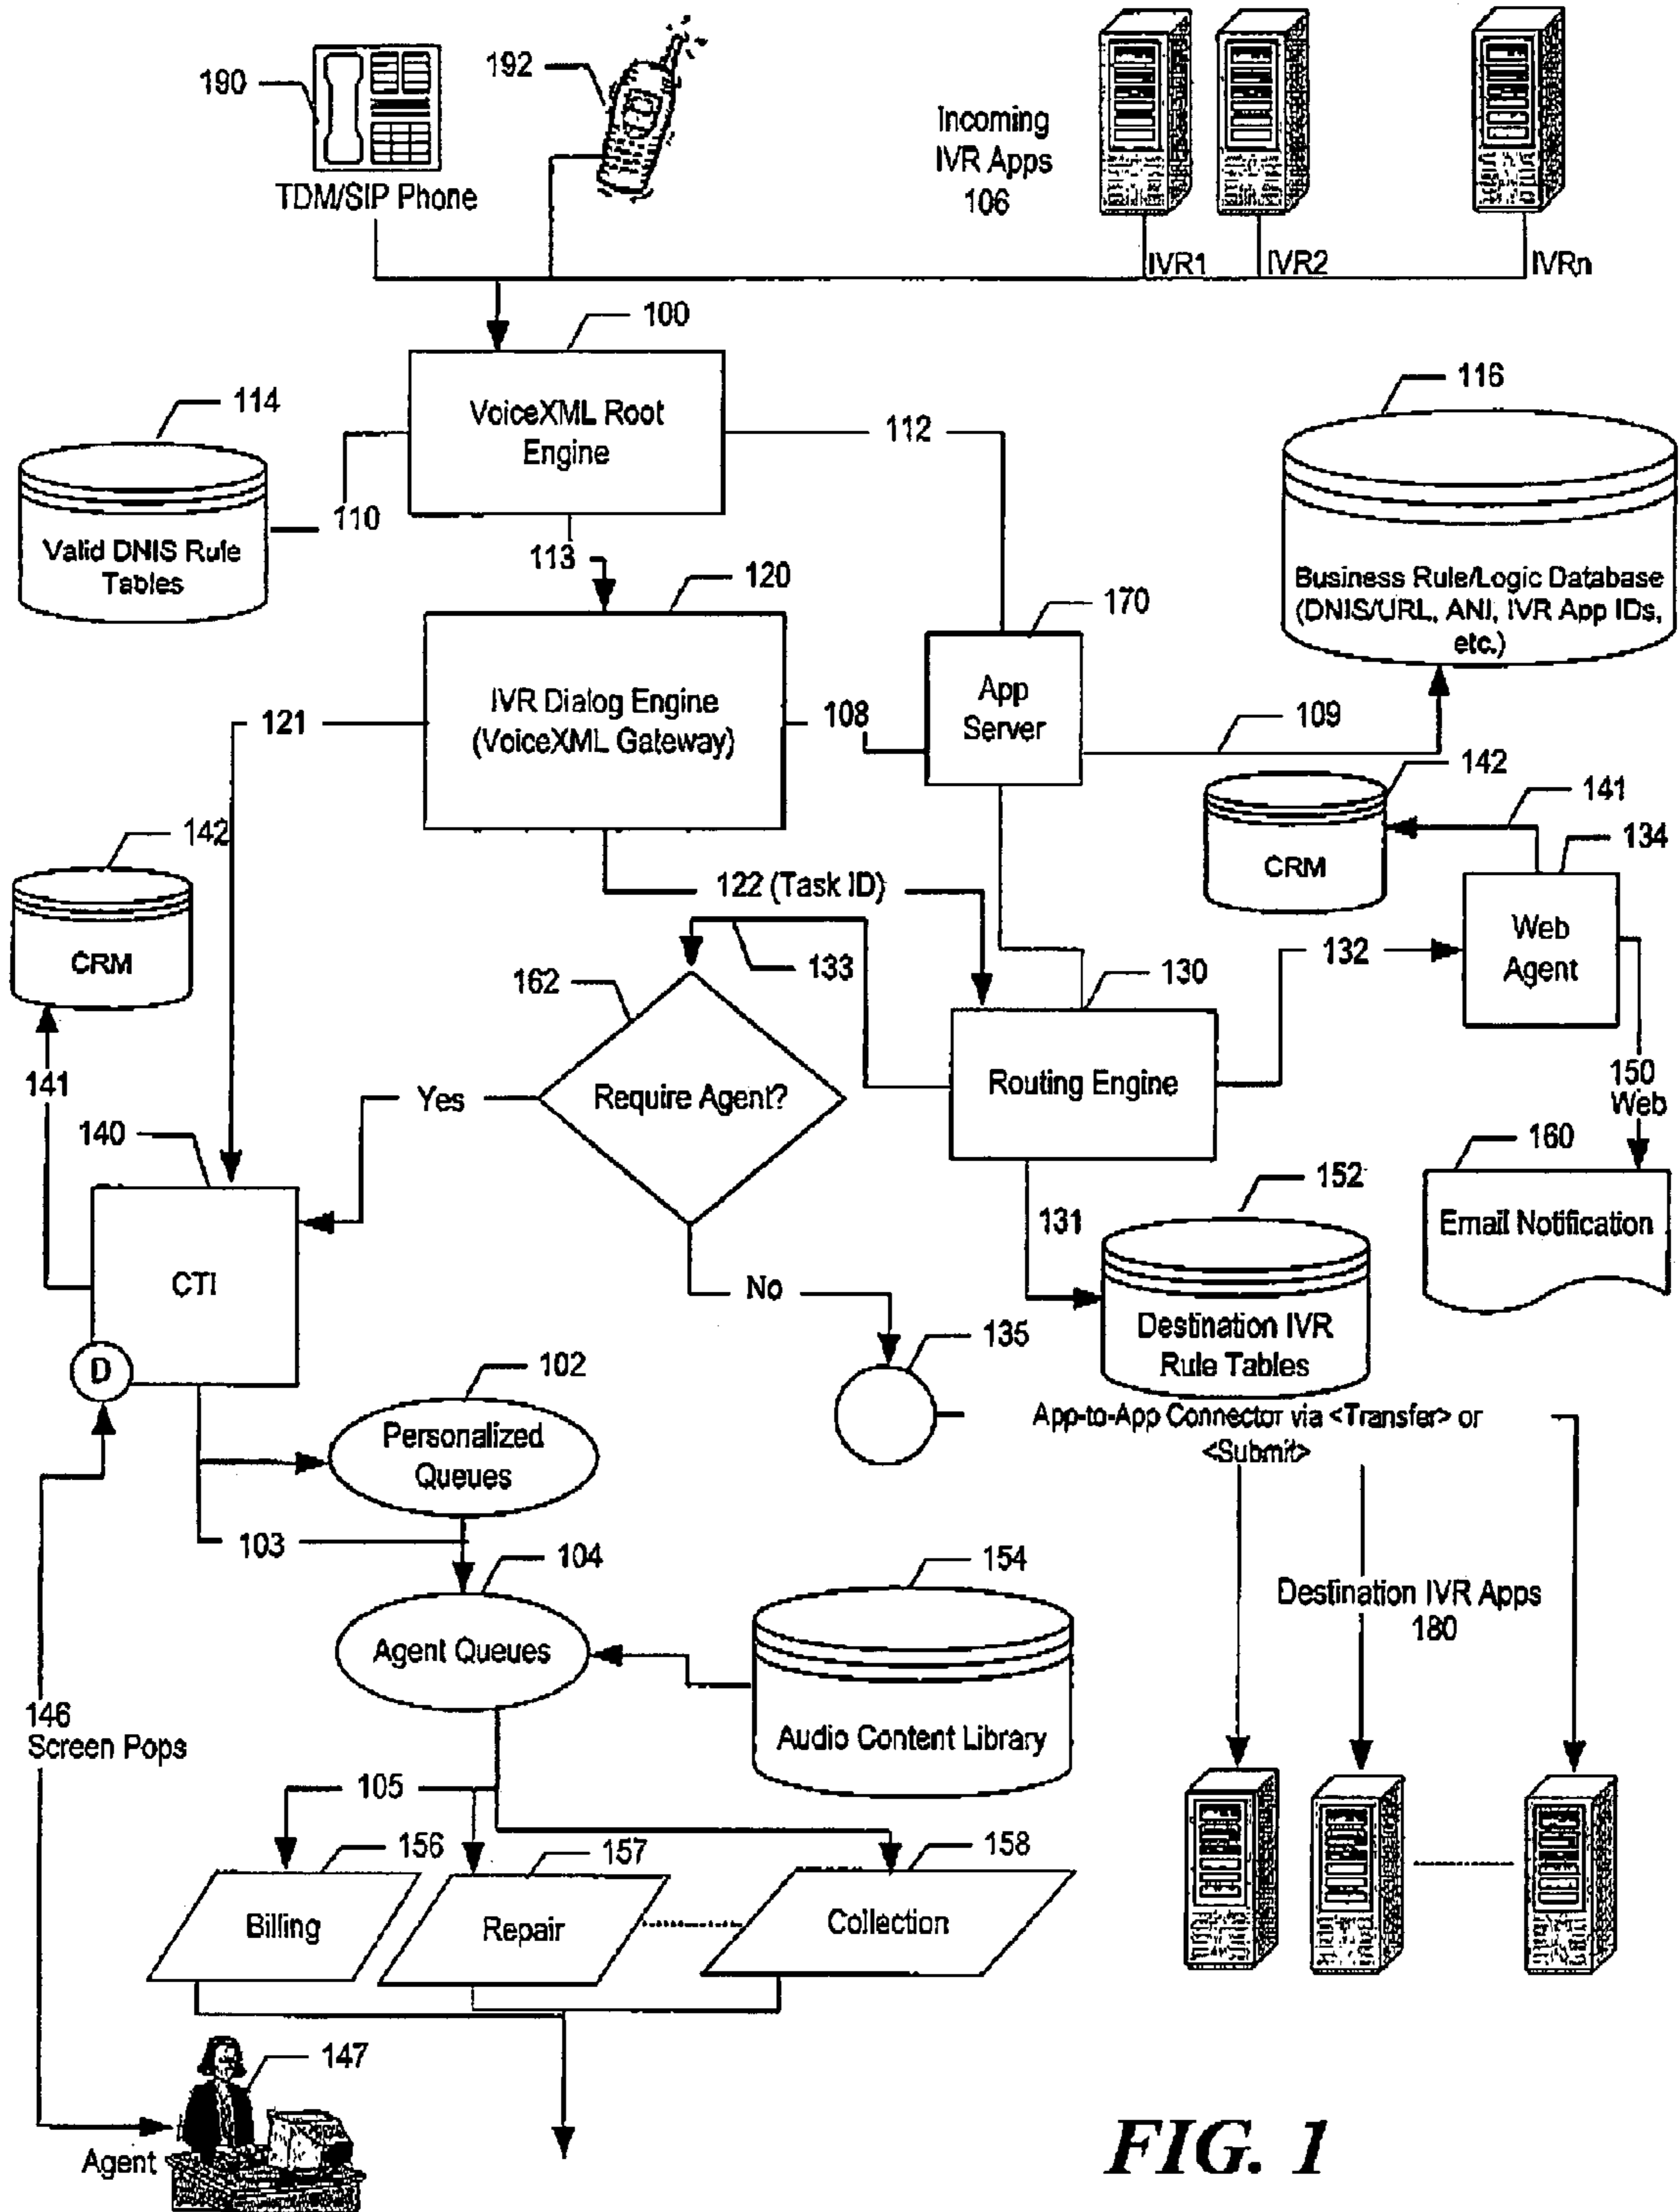 190
192
TDM/SIP Phone
Incoming
IVR Apps
106
IVR1
IVR2
IVRn
100
VoiceXML Root
Engine
114
Valid DNIS Rule
Tables
110
112
116
Business Rule/Logic Database
(DNIS/URL, ANI, IVR App IDs,
etc.)
113
120
IVR Dialog Engine
(VoiceXML Gateway)
170
App
Server
121
108
109
142
CRM
141
134
Web
Agent
142
CRM
122 (Task ID)
133
162
Require Agent?
130
Routing Engine
132
150
Web
160
Email Notification
141
Yes
140
CTI
D
No
131
152
Destination IVR
Rule Tables
135
App-to-App Connector via <Transfer> or
<Submit>
102
Personalized
Queues
103
104
Agent Queues
154
Audio Content Library
Destination IVR Apps
180
146
Screen Pops
105
156
Billing
157
Repair
158
Collection
147
Agent
FIG. 1